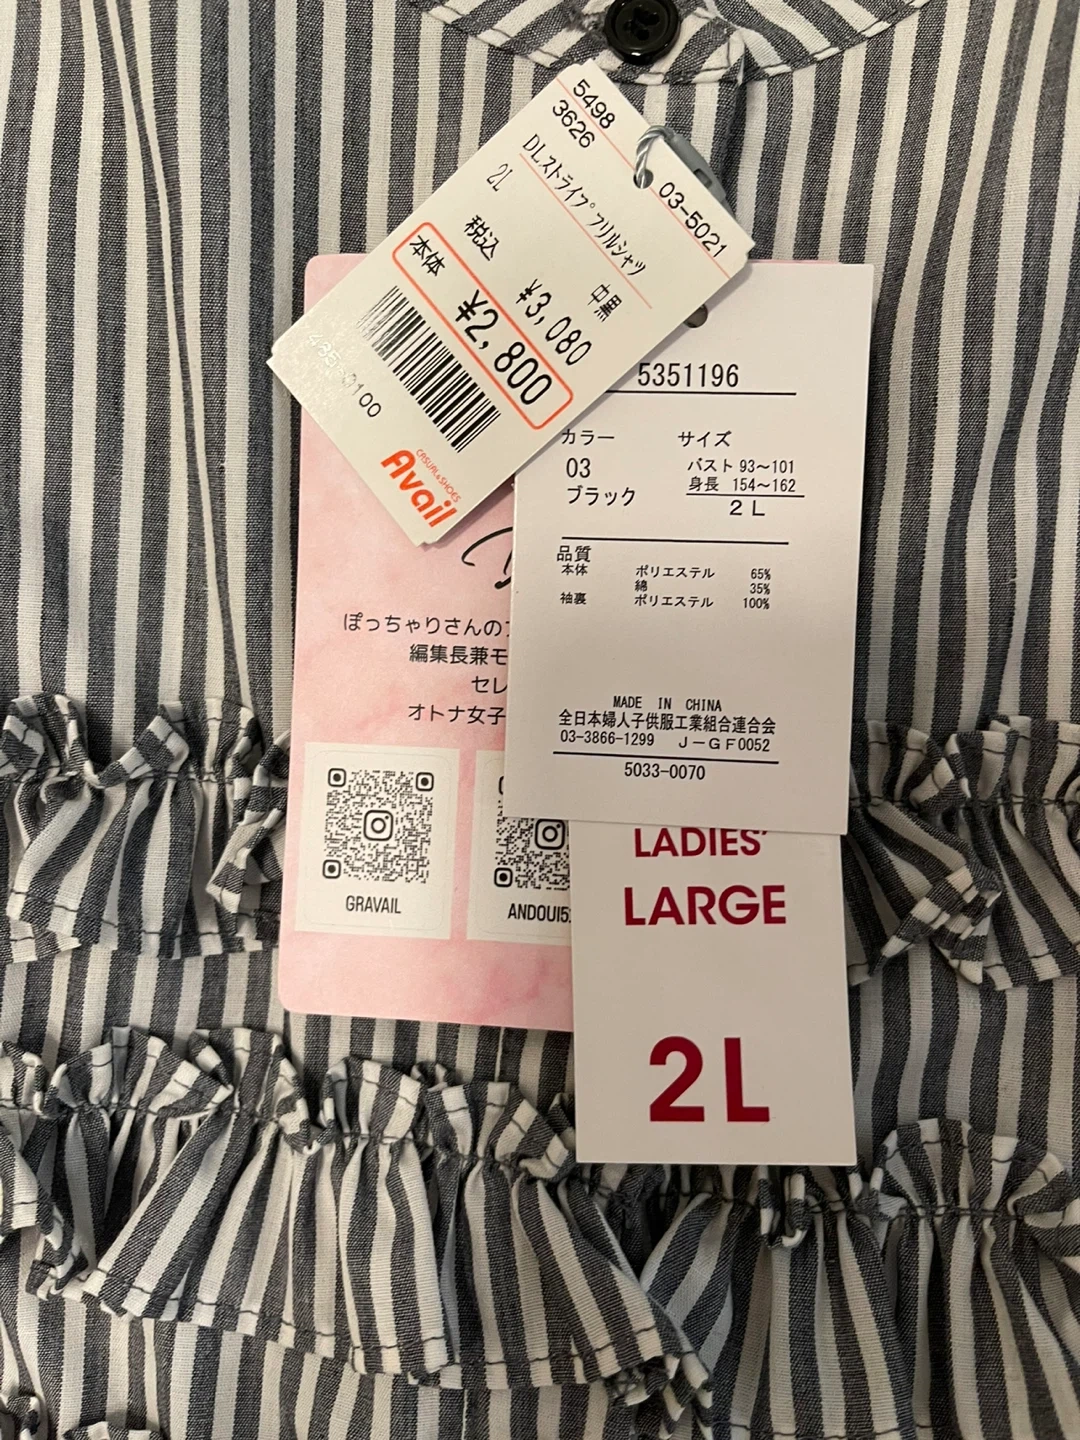 5498
3626
03-5021
DLストライプフリルシャツ
2L
中黒
税込 ¥3,080
本体 ¥2,800
435-0100
CASUAL & SHOES
Avail
5351196
カラー サイズ
03
ブラック
バスト 93〜101
身長 154〜162
2L
品質
本体 ポリエステル 65%
綿 35%
袖裏 ポリエステル 100%
MADE IN CHINA
全日本婦人子供服工業組合連合会
03-3866-1299 J-GF0052
5033-0070
ぽっちゃりさんの
編集長兼モ
セレ
オトナ女子
GRAVAIL
ANDOUI5
LADIES'
LARGE
2L